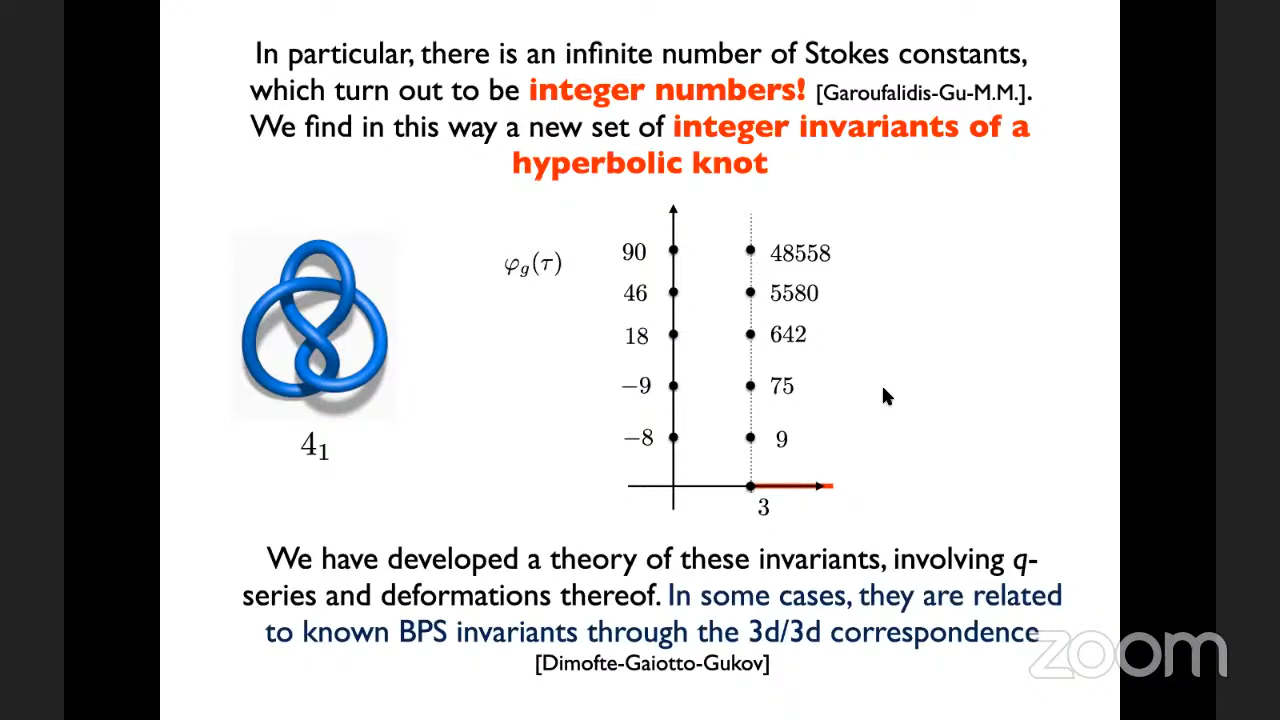 In particular, there is an infinite number of Stokes constants,
which turn out to be integer numbers! [Garoufalidis-Gu-M.M.].
We find in this way a new set of integer invariants of a
hyperbolic knot
φg(τ)
90 48558
46 5580
18 642
−9 75
−8 9
3
4₁
We have developed a theory of these invariants, involving q-
series and deformations thereof. In some cases, they are related
to known BPS invariants through the 3d/3d correspondence
[Dimofte-Gaiotto-Gukov]
zoom